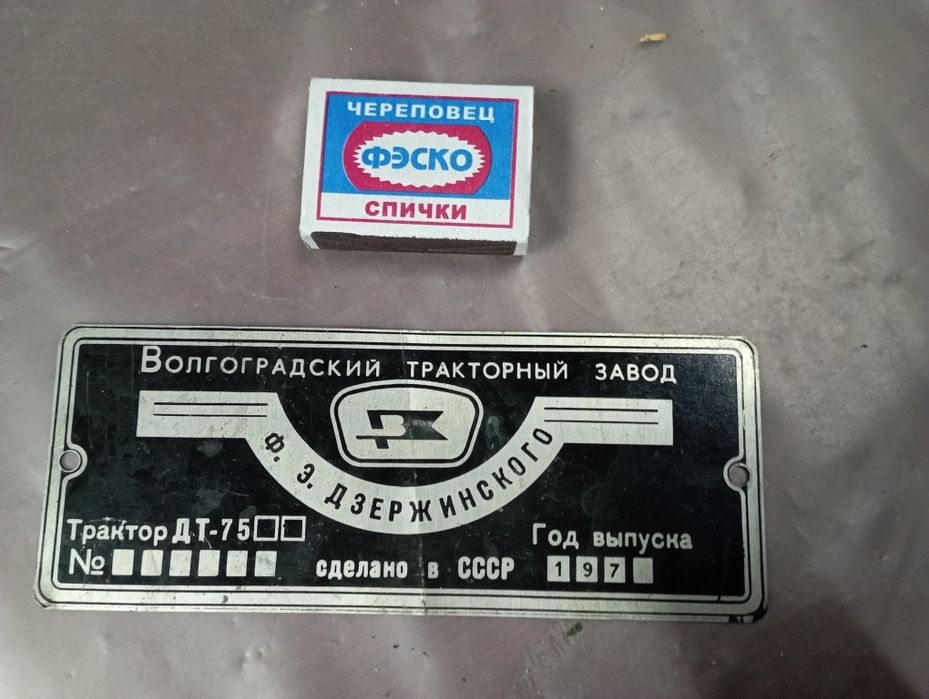 ЧЕРЕПОВЕЦ
ФЭСКО
СПИЧКИ
ВОЛГОГРАДСКИЙ ТРАКТОРНЫЙ ЗАВОД
В
Ф. Э. ДЗЕРЖИНСКОГО
Трактор ДТ-75
Год выпуска
№
сделано в СССР
197